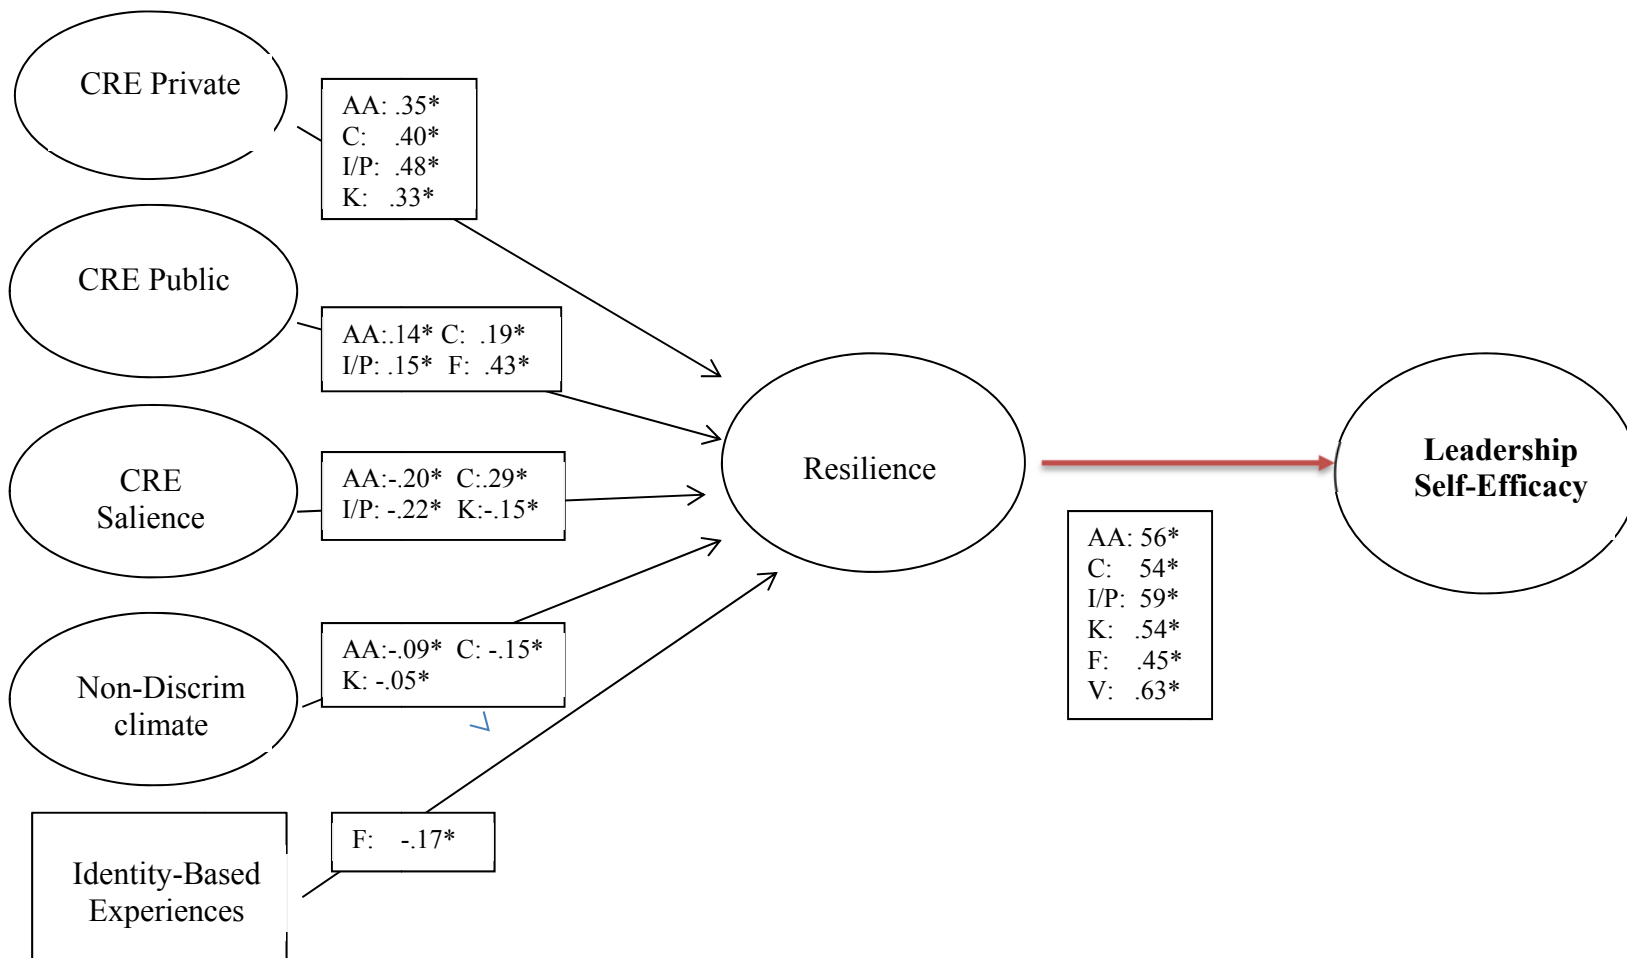 CRE Private
AA: .35*
C: .40*
I/P: .48*
K: .33*
CRE Public
AA:.14* C: .19*
I/P: .15* F: .43*
CRE
Salience
AA:-.20* C:.29*
I/P: -.22* K:-.15*
Non-Discrim
climate
AA:-.09* C: -.15*
K: -.05*
Identity-Based
Experiences
F: -.17*
Resilience
AA: 56*
C: 54*
I/P: 59*
K: .54*
F: .45*
V: .63*
Leadership
Self-Efficacy